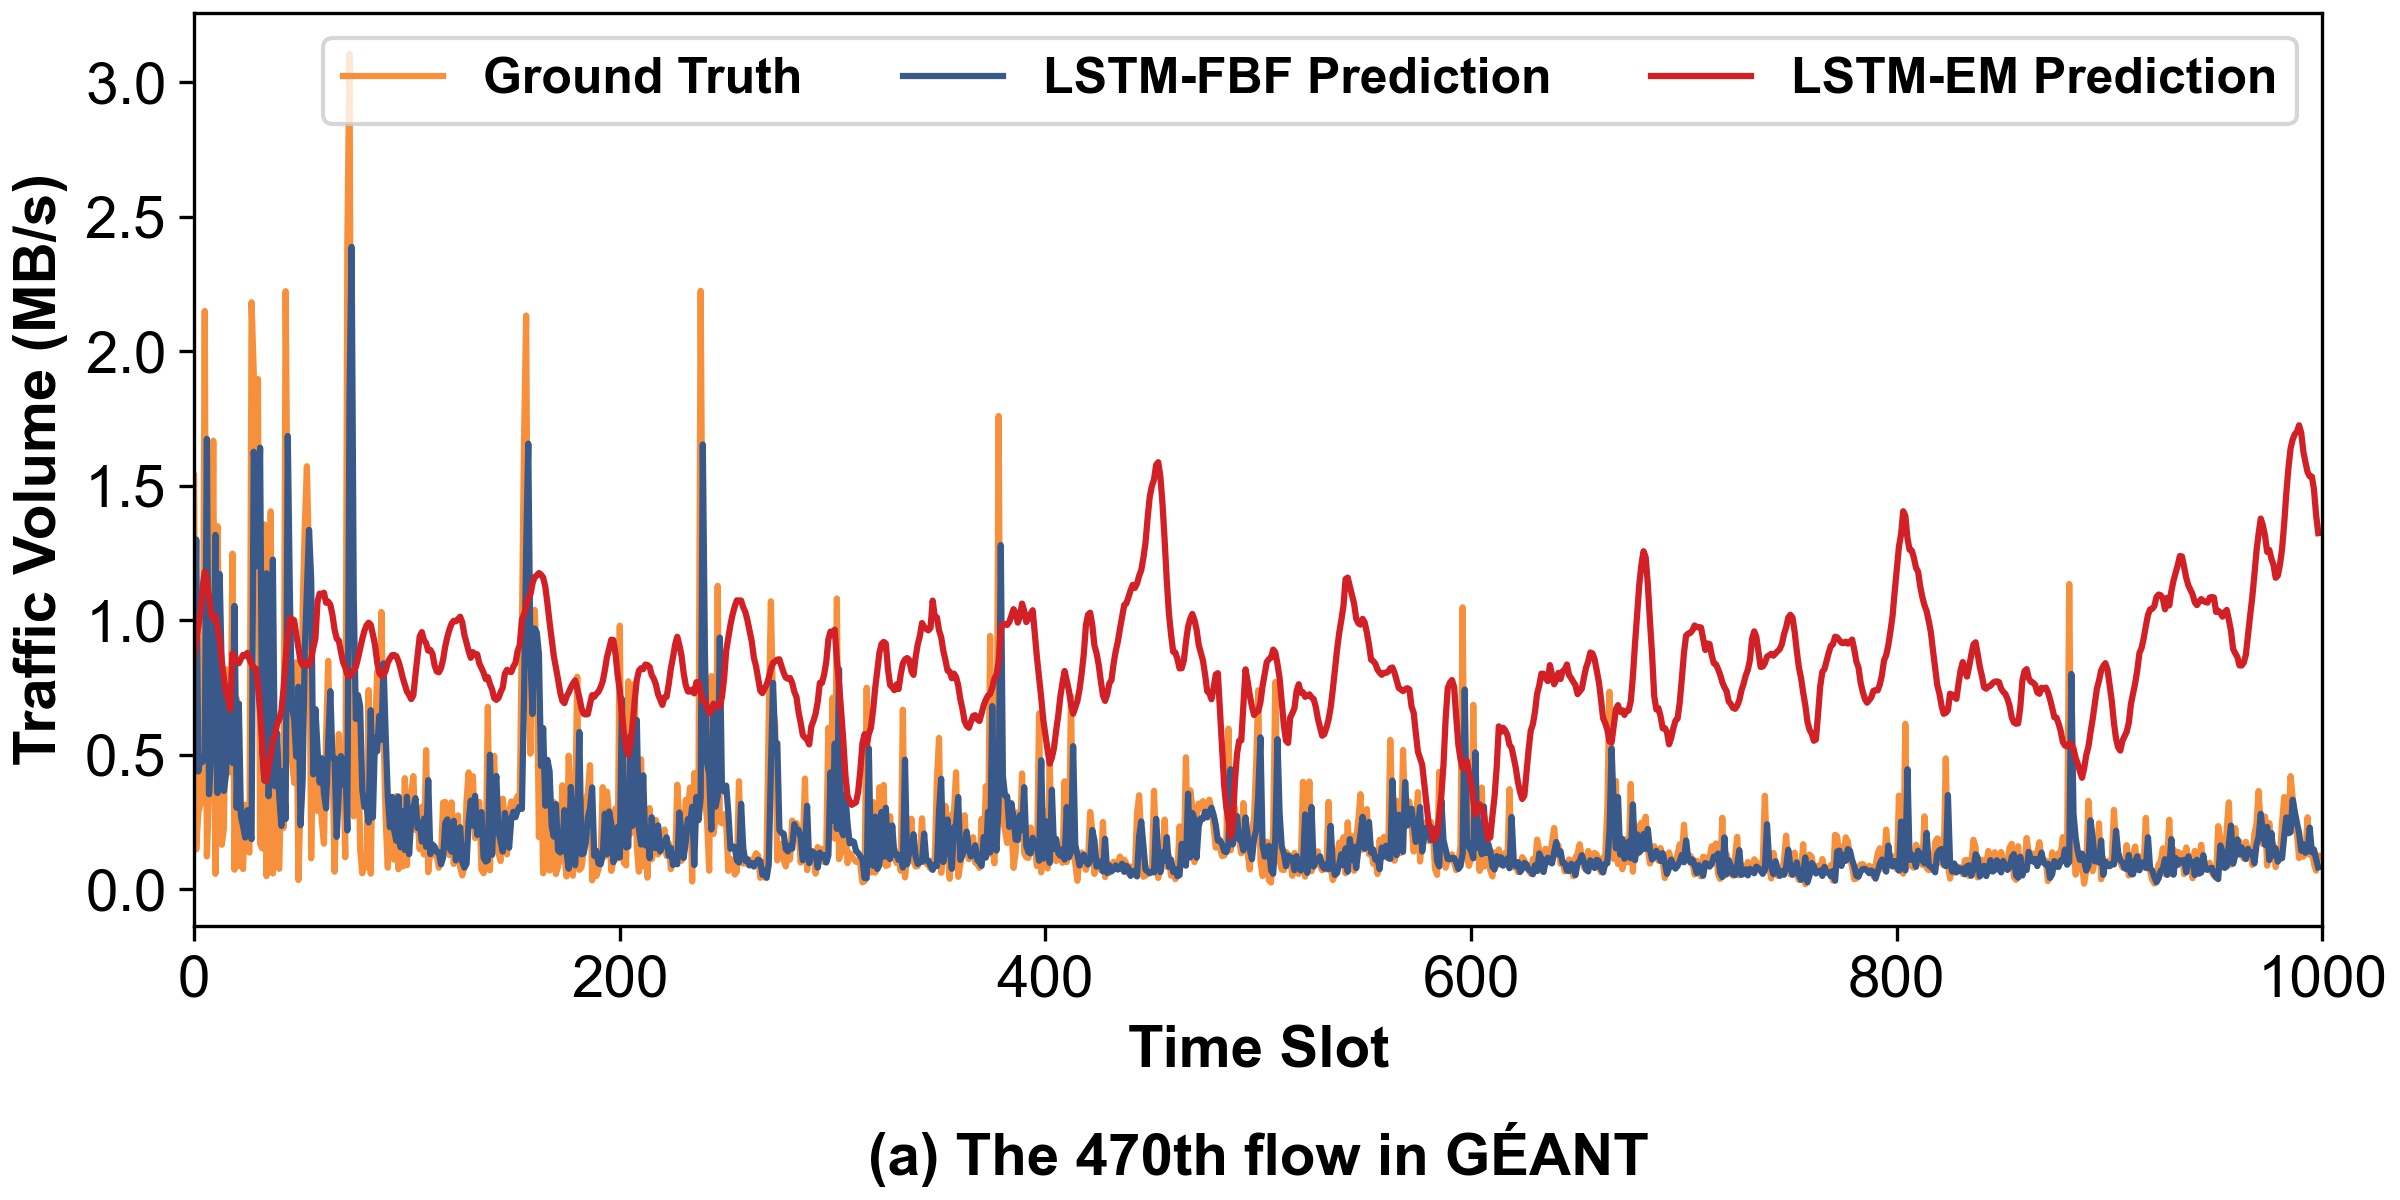 Ground Truth LSTM-FBF Prediction LSTM-EM Prediction
Traffic Volume (MB/s)
3.0
2.5
2.0
1.5
1.0
0.5
0.0
0 200 400 600 800 1000
Time Slot
(a) The 470th flow in GÉANT